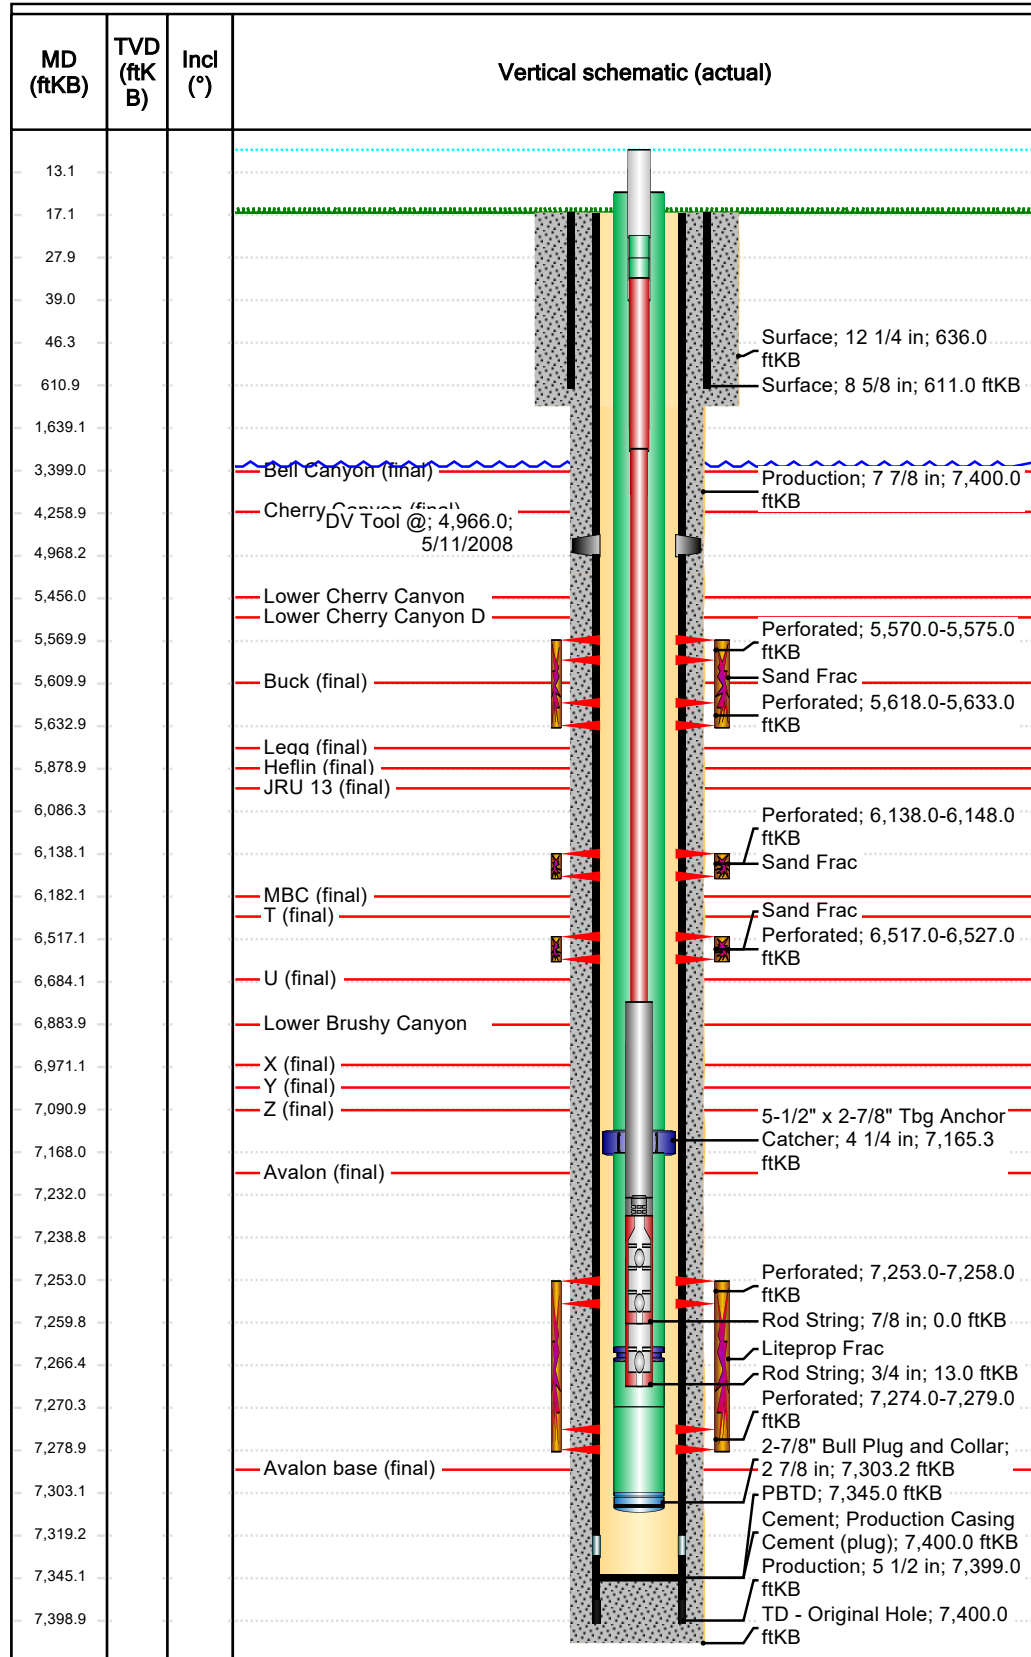 MD
(ftKB)
TVD
(ftK
B)
Incl
(°)
Vertical schematic (actual)
13.1
17.1
27.9
39.0
46.3
610.9
1,639.1
3,399.0
4,258.9
4,968.2
5,456.0
5,569.9
5,609.9
5,632.9
5,878.9
6,086.3
6,138.1
6,182.1
6,517.1
6,684.1
6,883.9
6,971.1
7,090.9
7,168.0
7,232.0
7,238.8
7,253.0
7,259.8
7,266.4
7,270.3
7,278.9
7,303.1
7,319.2
7,345.1
7,398.9
Bell Canyon (final)
Cherry Canyon (final)
DV Tool @; 4,966.0;
5/11/2008
Lower Cherry Canyon
Lower Cherry Canyon D
Buck (final)
Legg (final)
Heflin (final)
JRU 13 (final)
MBC (final)
T (final)
U (final)
Lower Brushy Canyon
X (final)
Y (final)
Z (final)
Avalon (final)
Avalon base (final)
Surface; 12 1/4 in; 636.0
ftKB
Surface; 8 5/8 in; 611.0 ftKB
Production; 7 7/8 in; 7,400.0
ftKB
Perforated; 5,570.0-5,575.0
ftKB
Sand Frac
Perforated; 5,618.0-5,633.0
ftKB
Perforated; 6,138.0-6,148.0
ftKB
Sand Frac
Sand Frac
Perforated; 6,517.0-6,527.0
ftKB
5-1/2" x 2-7/8" Tbg Anchor
Catcher; 4 1/4 in; 7,165.3
ftKB
Perforated; 7,253.0-7,258.0
ftKB
Rod String; 7/8 in; 0.0 ftKB
Liteprop Frac
Rod String; 3/4 in; 13.0 ftKB
Perforated; 7,274.0-7,279.0
ftKB
2-7/8" Bull Plug and Collar;
2 7/8 in; 7,303.2 ftKB
PBTD; 7,345.0 ftKB
Cement; Production Casing
Cement (plug); 7,400.0 ftKB
Production; 5 1/2 in; 7,399.0
ftKB
TD - Original Hole; 7,400.0
ftKB